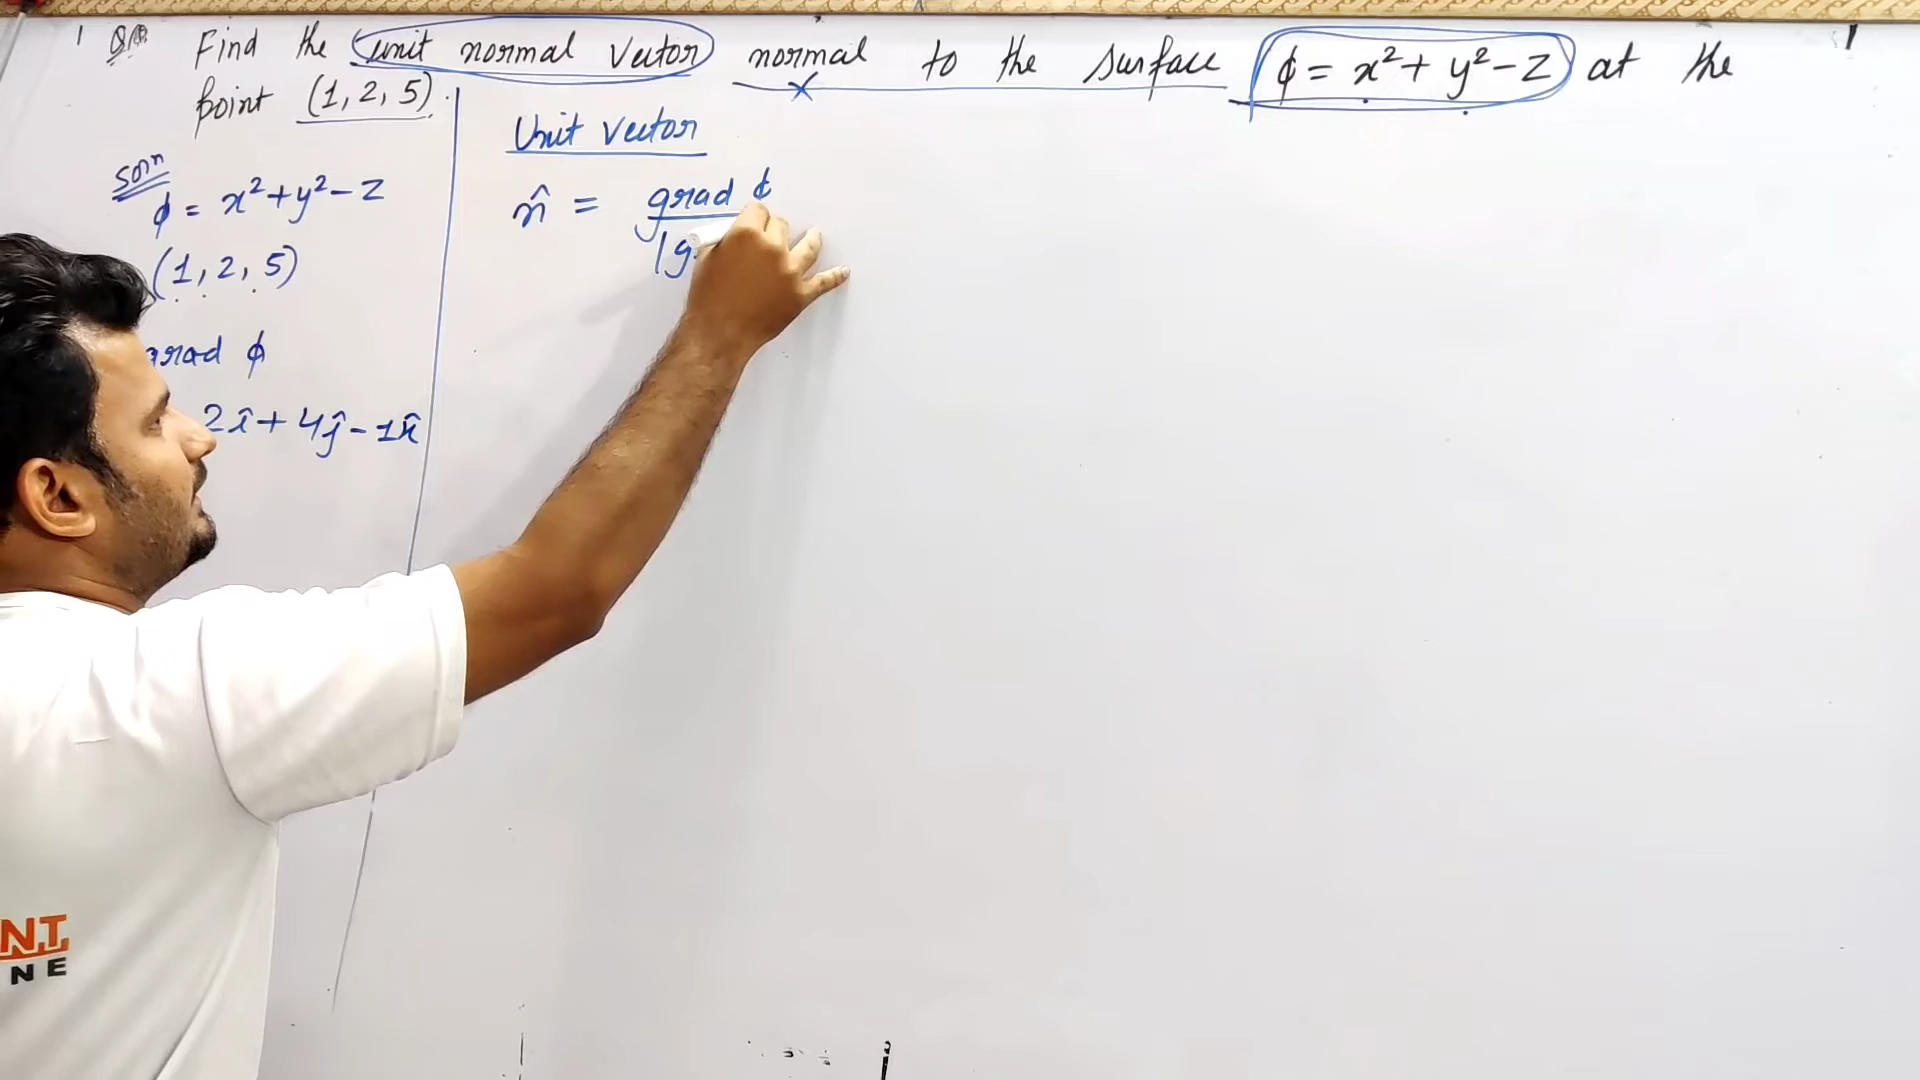 Find the unit normal vector normal to the surface ϕ = x² + y² - z at the
point (1, 2, 5).
Soln
ϕ = x² + y² - z
(1, 2, 5)
grad ϕ
2î + 4ĵ - 1k̂
Unit vector
n̂ = grad ϕ
|g
N.T.
NE